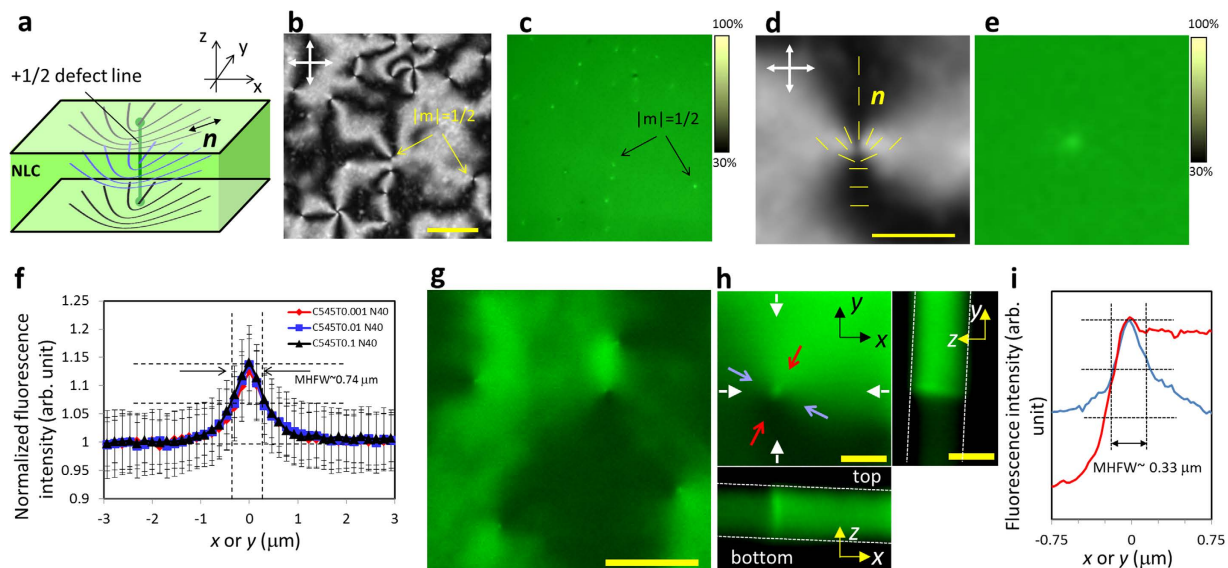 a
z
y
x
+1/2 defect line
n
NLC
b
|m|=1/2
c
100%
|m|=1/2
30%
d
n
e
100%
30%
f
Normalized fluorescence
intensity (arb. unit)
1.25
1.2
1.15
1.1
1.05
1
0.95
0.9
C545T0.001 N40
C545T0.01 N40
C545T0.1 N40
MHFW~0.74 μm
-3
-2
-1
0
1
2
3
x or y (μm)
g
h
y
x
y
z
top
z
x
bottom
i
Fluorescence intensity (arb.
unit)
MHFW~ 0.33 μm
-0.75
0
0.75
x or y (μm)